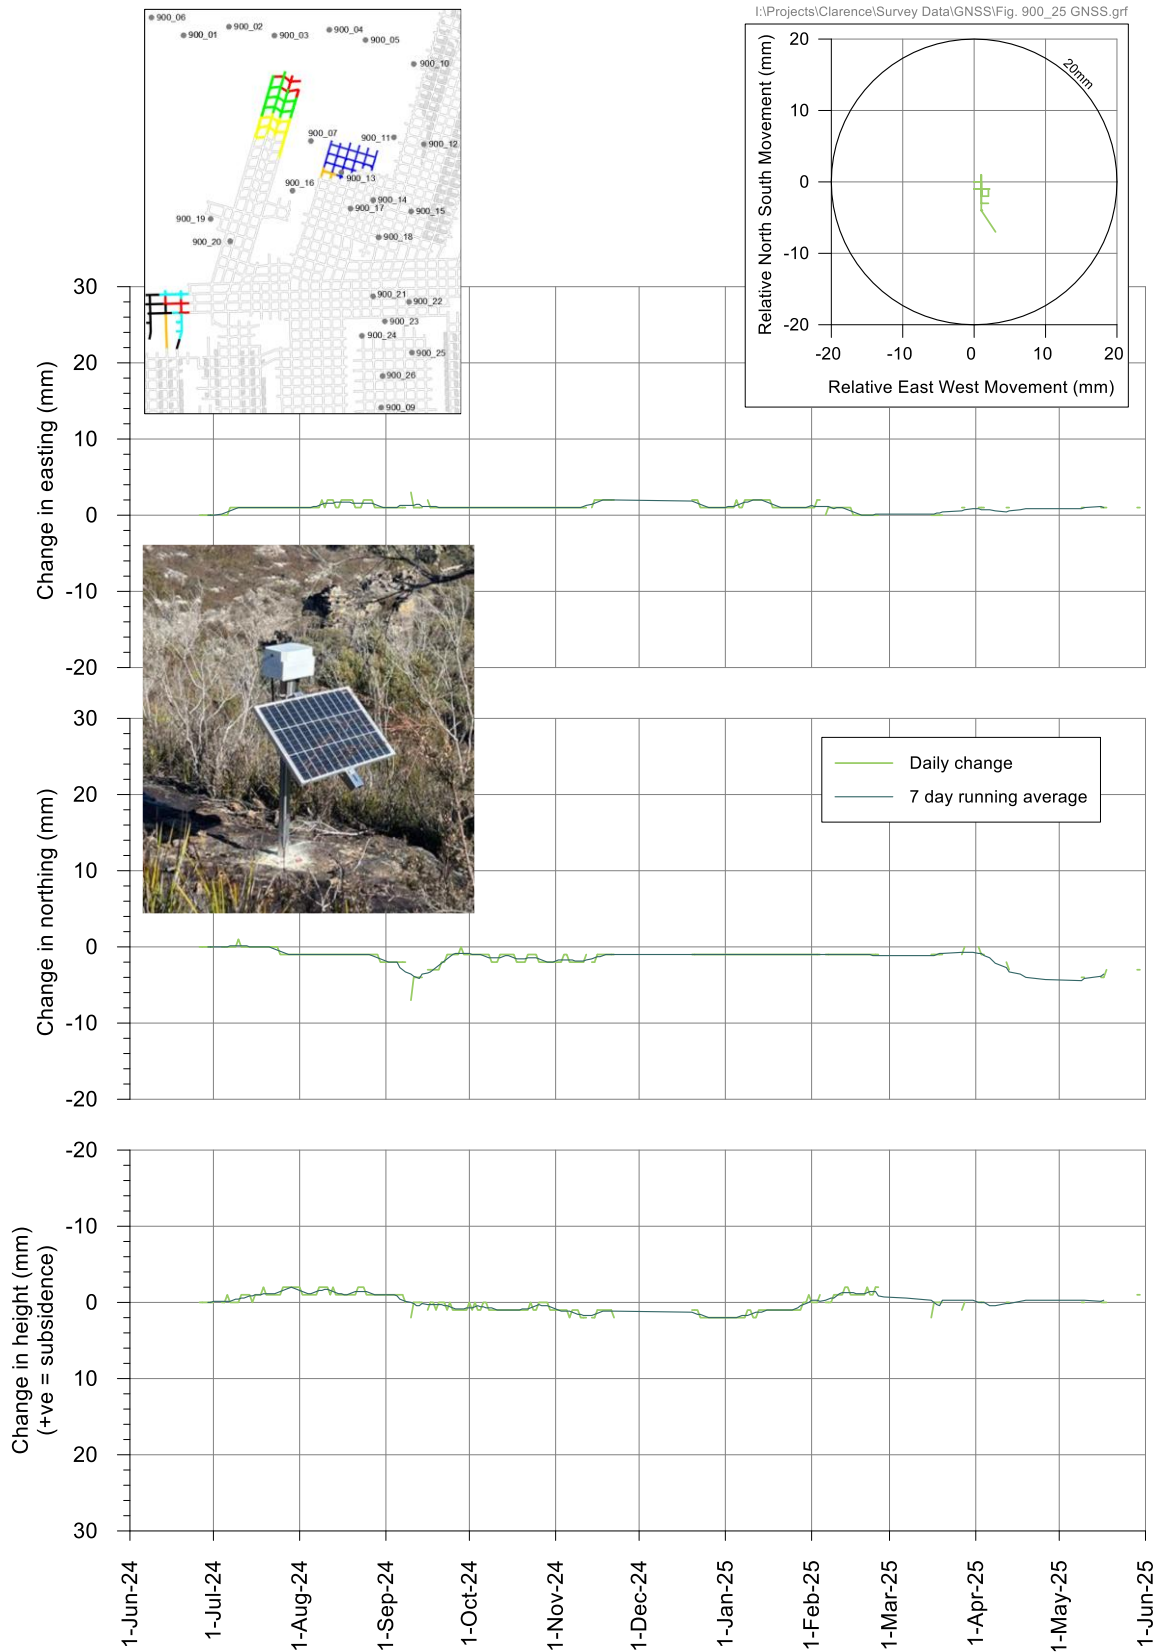 I:\Projects\Clarence\Survey Data\GNSS\Fig. 900_25 GNSS.grf
900_06
900_01
900_02
900_03
900_04
900_05
900_10
900_07
900_11
900_12
900_13
900_16
900_14
900_17
900_15
900_19
900_20
900_18
900_21
900_22
900_23
900_24
900_25
900_26
900_09
Relative North South Movement (mm)
20
10
0
-10
-20
20mm
-20
-10
0
10
20
Relative East West Movement (mm)
Change in easting (mm)
30
20
10
0
-10
-20
Change in northing (mm)
30
20
10
0
-10
-20
Daily change
7 day running average
Change in height (mm)
(+ve = subsidence)
-20
-10
0
10
20
30
1-Jun-24
1-Jul-24
1-Aug-24
1-Sep-24
1-Oct-24
1-Nov-24
1-Dec-24
1-Jan-25
1-Feb-25
1-Mar-25
1-Apr-25
1-May-25
1-Jun-25